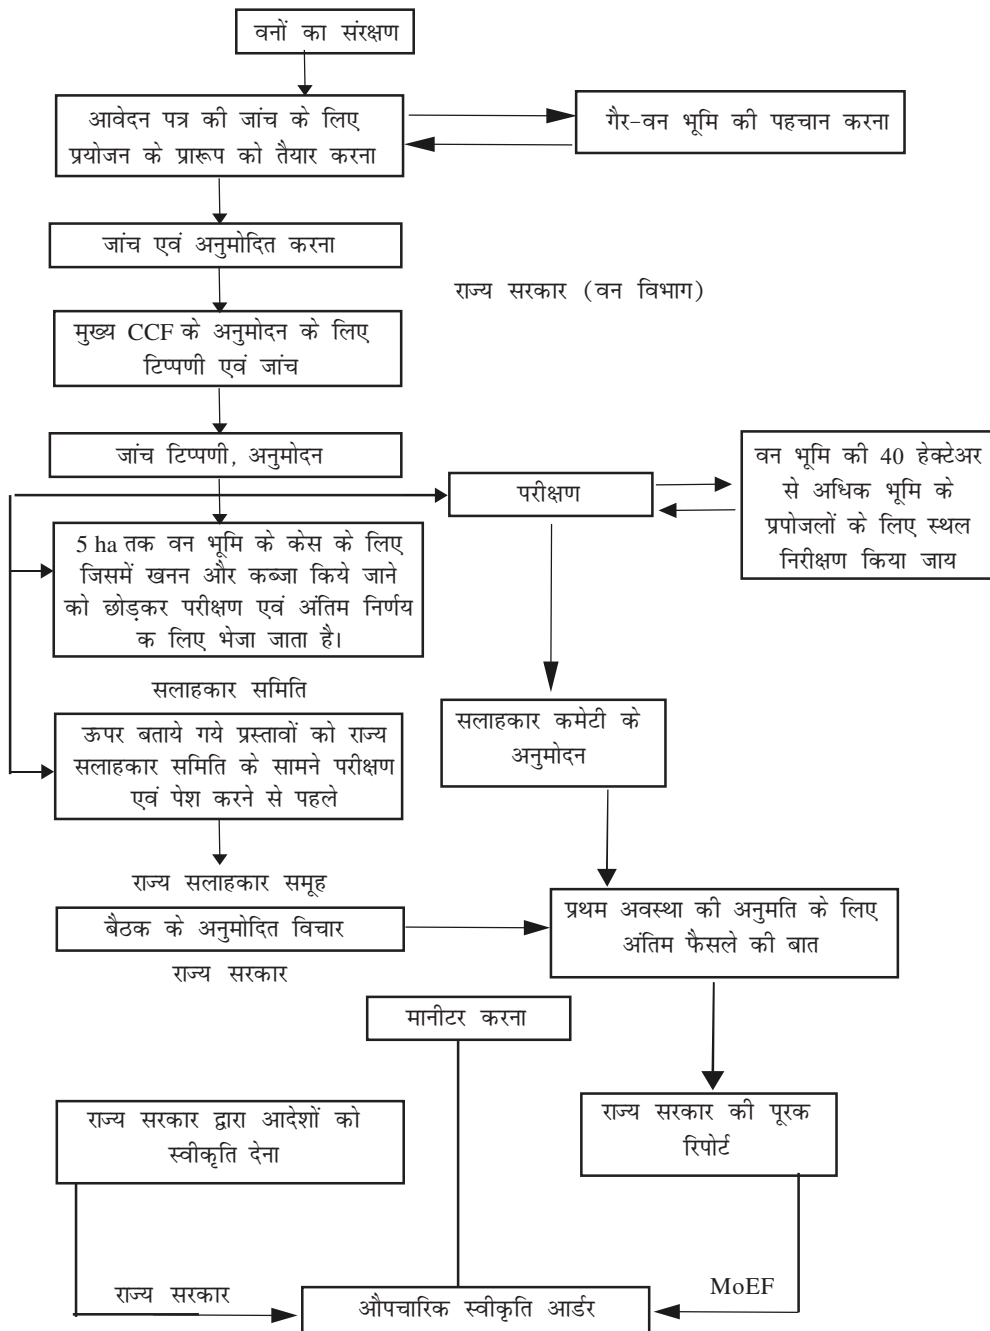 वनों का संरक्षण
आवेदन पत्र की जांच के लिए
प्रयोजन के प्रारूप को तैयार करना
गैर-वन भूमि की पहचान करना
जांच एवं अनुमोदित करना
राज्य सरकार (वन विभाग)
मुख्य CCF के अनुमोदन के लिए
टिप्पणी एवं जांच
जांच टिप्पणी, अनुमोदन
परीक्षण
वन भूमि की 40 हेक्टेअर
से अधिक भूमि के
प्रपोजलों के लिए स्थल
निरीक्षण किया जाय
5 ha तक वन भूमि के केस के लिए
जिसमें खनन और कब्जा किये जाने
को छोड़कर परीक्षण एवं अंतिम निर्णय
क लिए भेजा जाता है।
सलाहकार समिति
ऊपर बताये गये प्रस्तावों को राज्य
सलाहकार समिति के सामने परीक्षण
एवं पेश करने से पहले
सलाहकार कमेटी के
अनुमोदन
राज्य सलाहकार समूह
बैठक के अनुमोदित विचार
राज्य सरकार
प्रथम अवस्था की अनुमति के लिए
अंतिम फैसले की बात
मानीटर करना
राज्य सरकार द्वारा आदेशों को
स्वीकृति देना
राज्य सरकार की पूरक
रिपोर्ट
राज्य सरकार
औपचारिक स्वीकृति आर्डर
MoEF